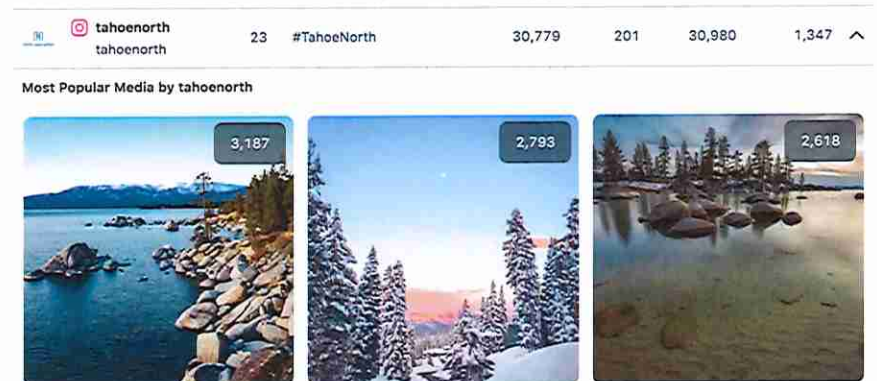 tahoenorth
tahoenorth 23 #TahoeNorth 30,779 201 30,980 1,347
Most Popular Media by tahoenorth
3,187 2,793 2,618